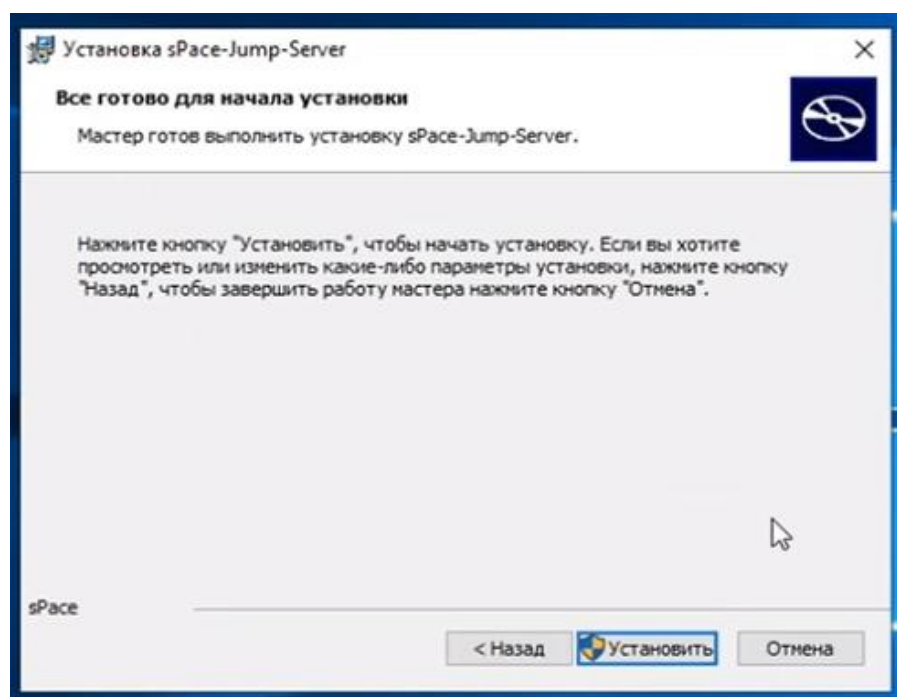 Установка sPace-Jump-Server
Все готово для начала установки
Мастер готов выполнить установку sPace-Jump-Server.
Нажмите кнопку "Установить", чтобы начать установку. Если вы хотите
просмотреть или изменить какие-либо параметры установки, нажмите кнопку
"Назад", чтобы завершить работу мастера нажмите кнопку "Отмена".
sPace
< Назад
Установить
Отмена